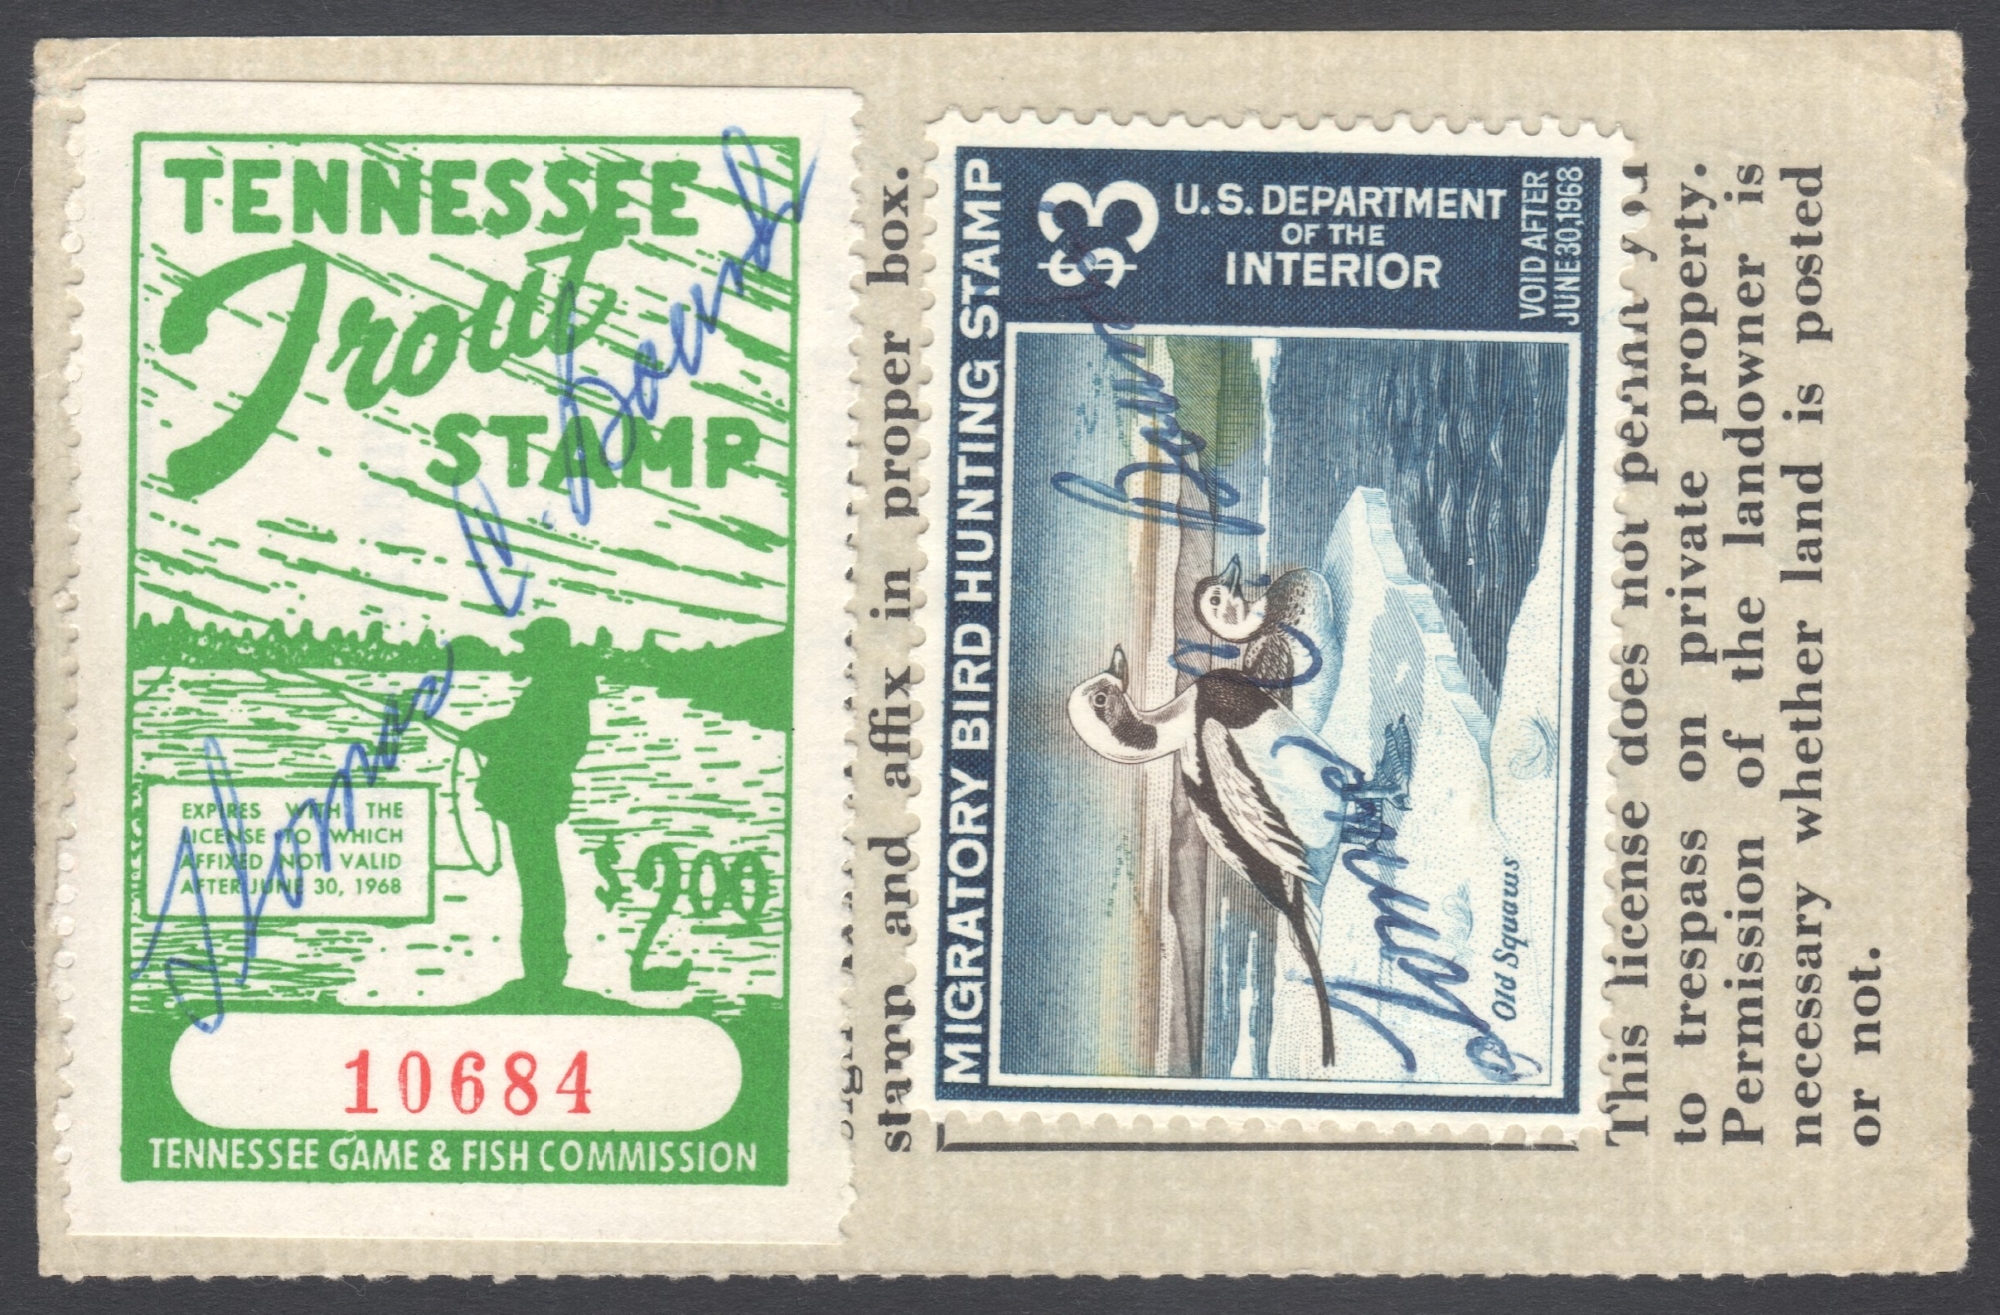 TENNESSEE
Trout
STAMP
EXPIRES WITH THE
LICENSE TO WHICH
AFFIXED NOT VALID
AFTER JUNE 30, 1968
$2.00
10684
TENNESSEE GAME & FISH COMMISSION
Thomas
stamp and affix in proper box.
MIGRATORY BIRD HUNTING STAMP
$3
U.S. DEPARTMENT
OF THE
INTERIOR
VOID AFTER
JUNE 30, 1968
Old Squaws
Thomas
This license does not permit you
to trespass on private property.
Permission of the landowner is
necessary whether land is posted
or not.